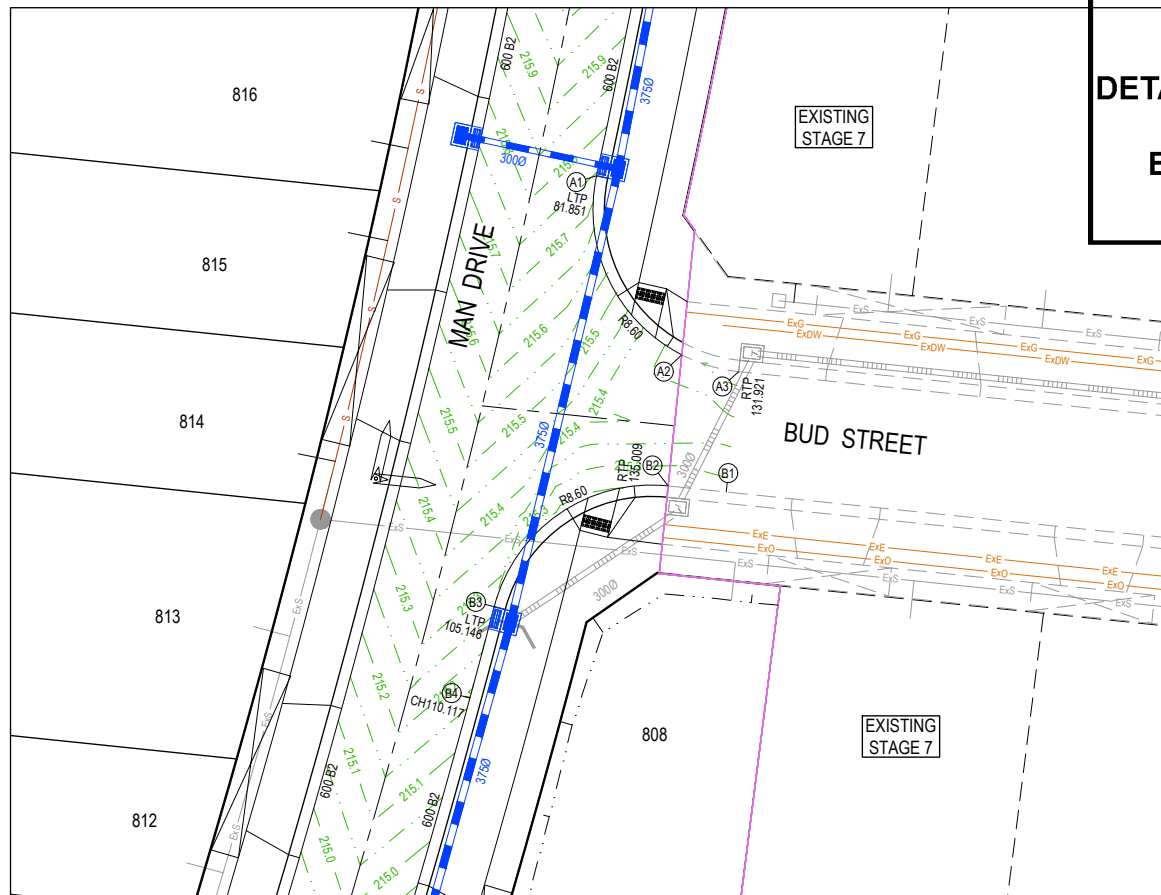 DETA
E
816
815
814
813
812
808
EXISTING
STAGE 7
EXISTING
STAGE 7
MAN DRIVE
BUD STREET
600 B2
600 B2
600 B2
600 B2
375Ø
375Ø
375Ø
300Ø
300Ø
300Ø
A1
LTP
81.851
A2
A3
RTP
131.921
B1
B2
RTP
135.009
B3
LTP
105.146
B4
CH110.117
R8.60
R8.60
215.9
215.9
215.7
215.7
215.6
215.6
215.5
215.5
215.5
215.4
215.4
215.4
215.4
215.3
215.3
215.2
215.1
215.1
215.0
215.0
S
S
S
ExS
ExS
ExS
ExS
ExS
ExS
ExS
ExS
ExS
ExS
ExS
ExS
ExG
ExG
ExG
ExG
ExDW
ExDW
ExDW
ExE
ExE
ExE
ExE
ExO
ExO
ExO
ExO